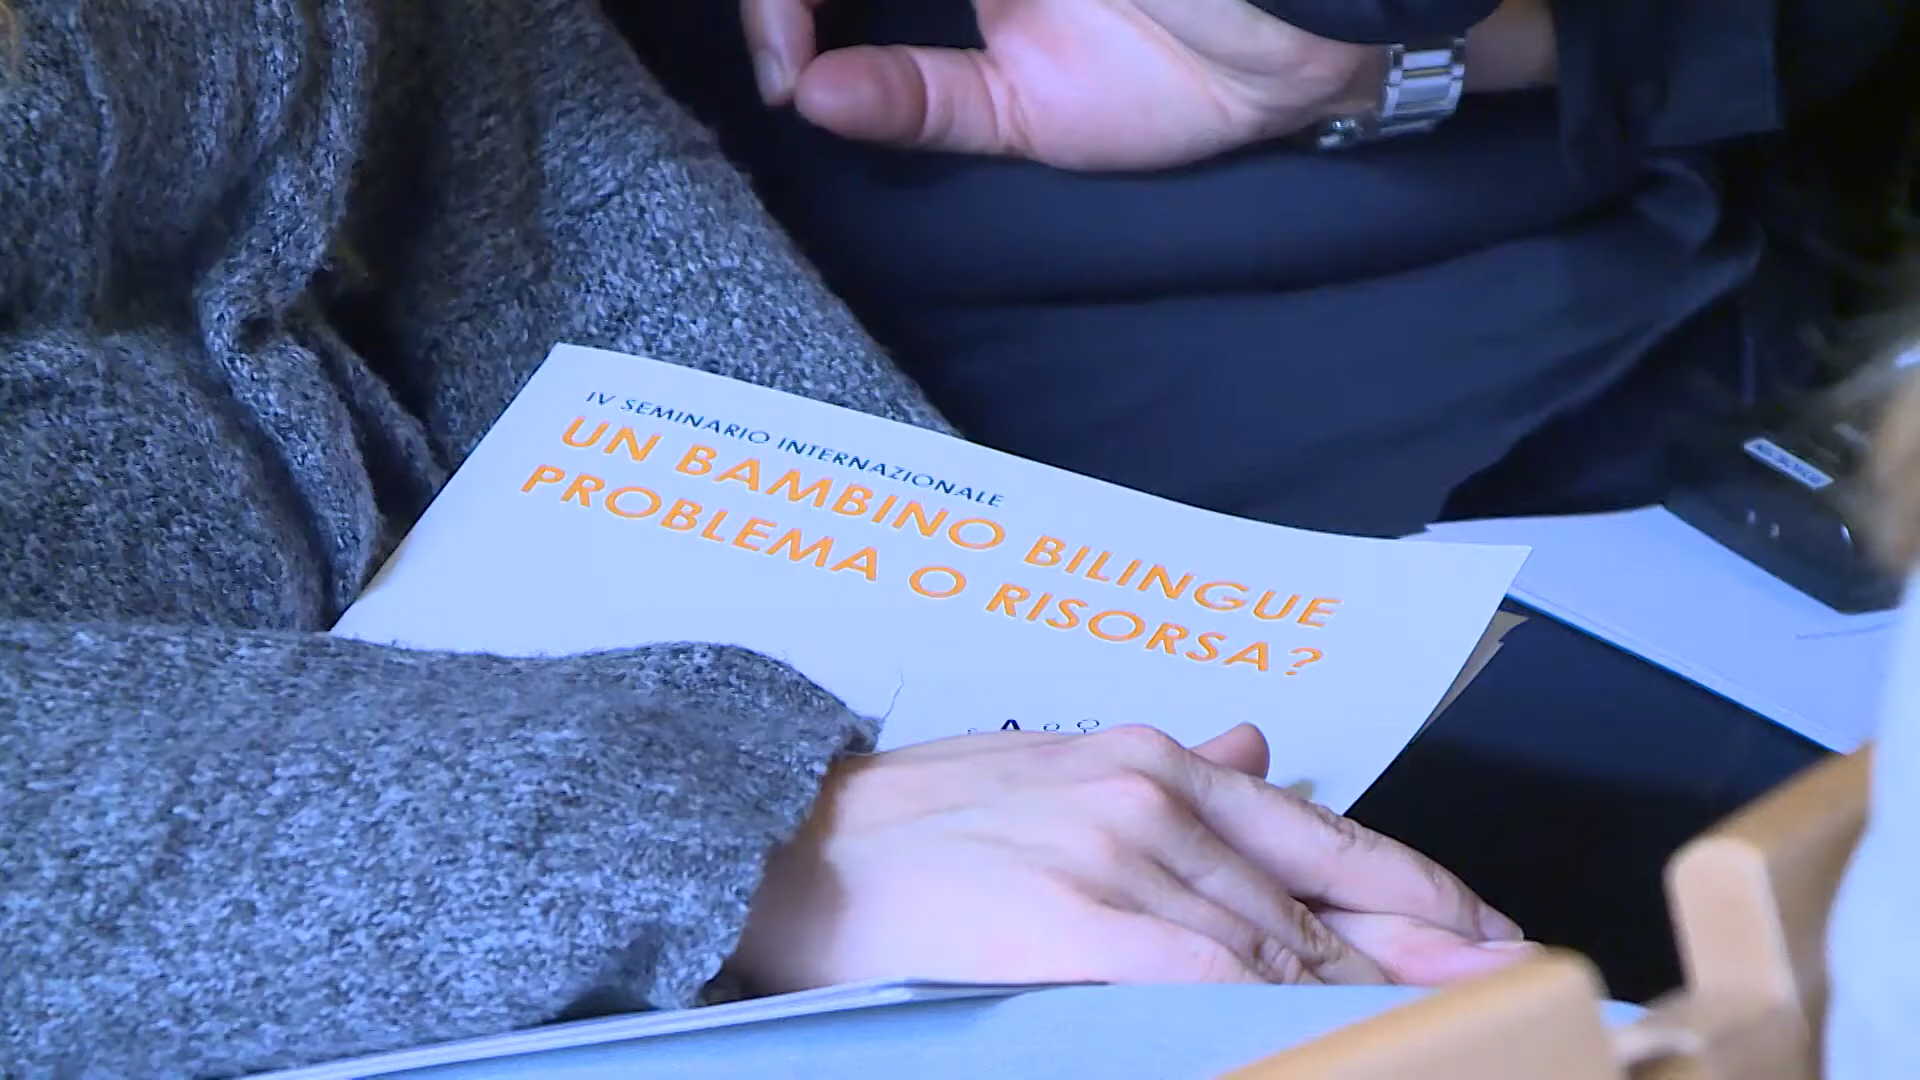 IV SEMINARIO INTERNAZIONALE
UN BAMBINO BILINGUE
PROBLEMA O RISORSA?